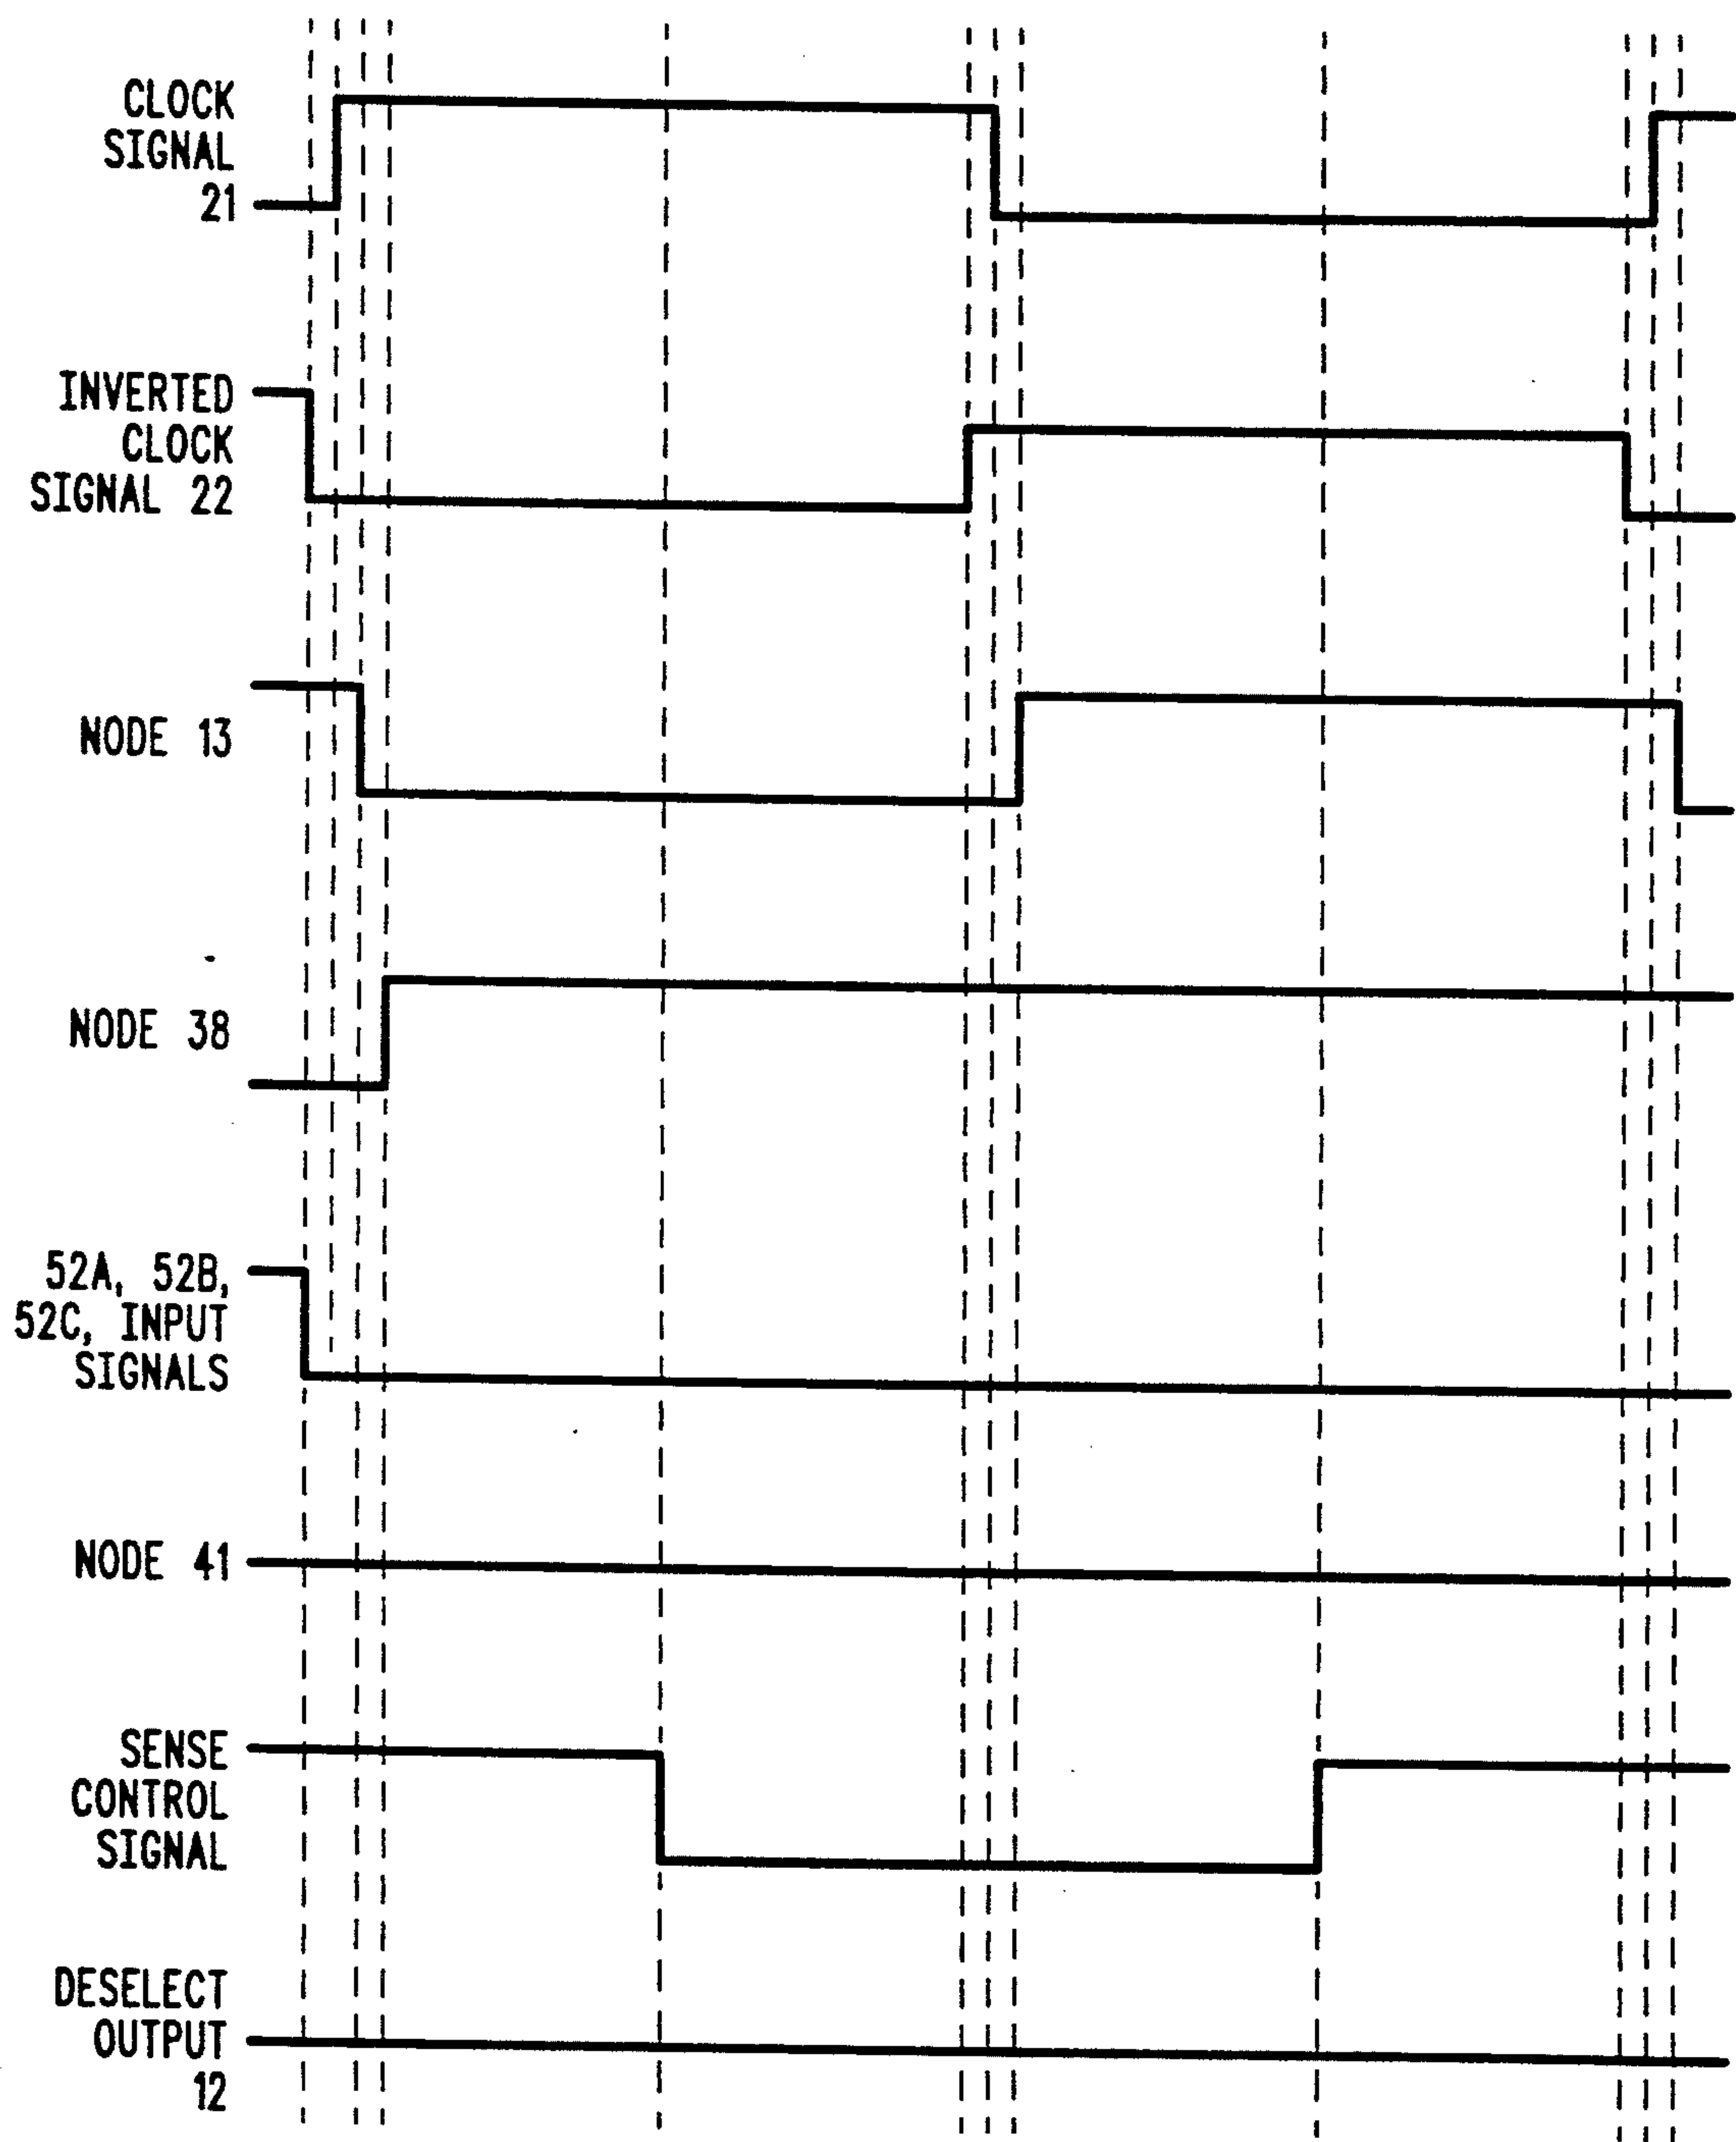 CLOCK
SIGNAL
21
INVERTED
CLOCK
SIGNAL 22
NODE 13
NODE 38
52A, 52B,
52C, INPUT
SIGNALS
NODE 41
SENSE
CONTROL
SIGNAL
DESELECT
OUTPUT
12